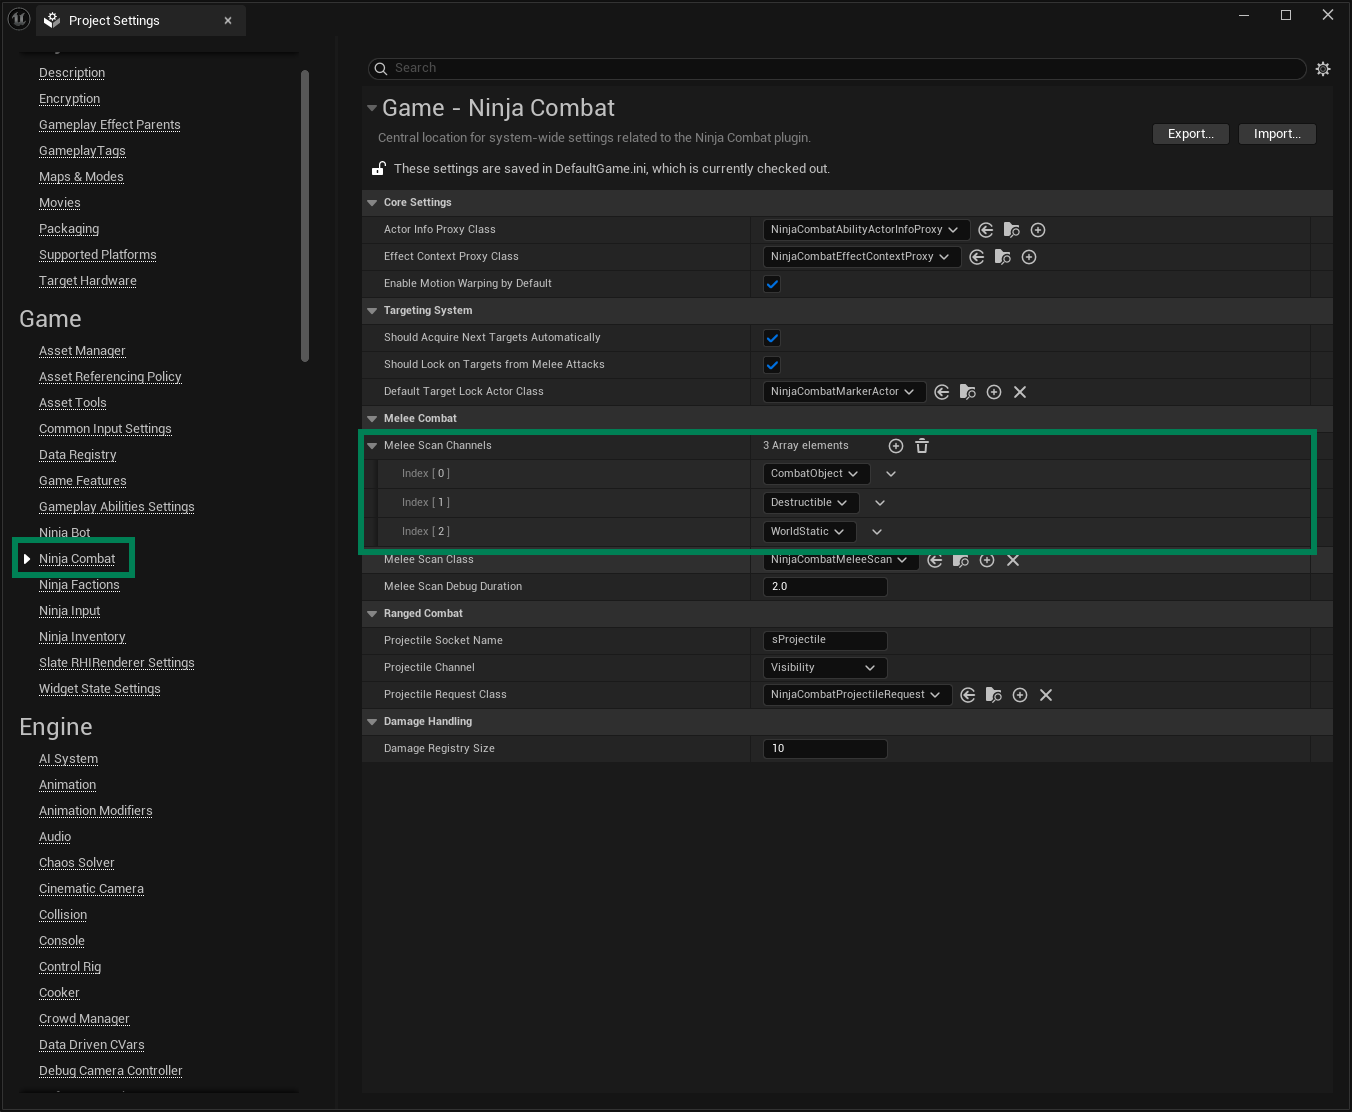 Project Settings
Description
Encryption
Gameplay Effect Parents
GameplayTags
Maps & Modes
Movies
Packaging
Supported Platforms
Target Hardware
Game
Asset Manager
Asset Referencing Policy
Asset Tools
Common Input Settings
Data Registry
Game Features
Gameplay Abilities Settings
Ninja Bot
Ninja Combat
Ninja Factions
Ninja Input
Ninja Inventory
Slate RHIRenderer Settings
Widget State Settings
Engine
AI System
Animation
Animation Modifiers
Audio
Chaos Solver
Cinematic Camera
Collision
Console
Control Rig
Cooker
Crowd Manager
Data Driven CVars
Debug Camera Controller
Search
Game - Ninja Combat
Central location for system-wide settings related to the Ninja Combat plugin.
Export... Import...
These settings are saved in DefaultGame.ini, which is currently checked out.
Core Settings
Actor Info Proxy Class NinjaCombatAbilityActorInfoProxy
Effect Context Proxy Class NinjaCombatEffectContextProxy
Enable Motion Warping by Default
Targeting System
Should Acquire Next Targets Automatically
Should Lock on Targets from Melee Attacks
Default Target Lock Actor Class NinjaCombatMarkerActor
Melee Combat
Melee Scan Channels 3 Array elements
Index [ 0 ] CombatObject
Index [ 1 ] Destructible
Index [ 2 ] WorldStatic
Melee Scan Class NinjaCombatMeleeScan
Melee Scan Debug Duration 2.0
Ranged Combat
Projectile Socket Name sProjectile
Projectile Channel Visibility
Projectile Request Class NinjaCombatProjectileRequest
Damage Handling
Damage Registry Size 10